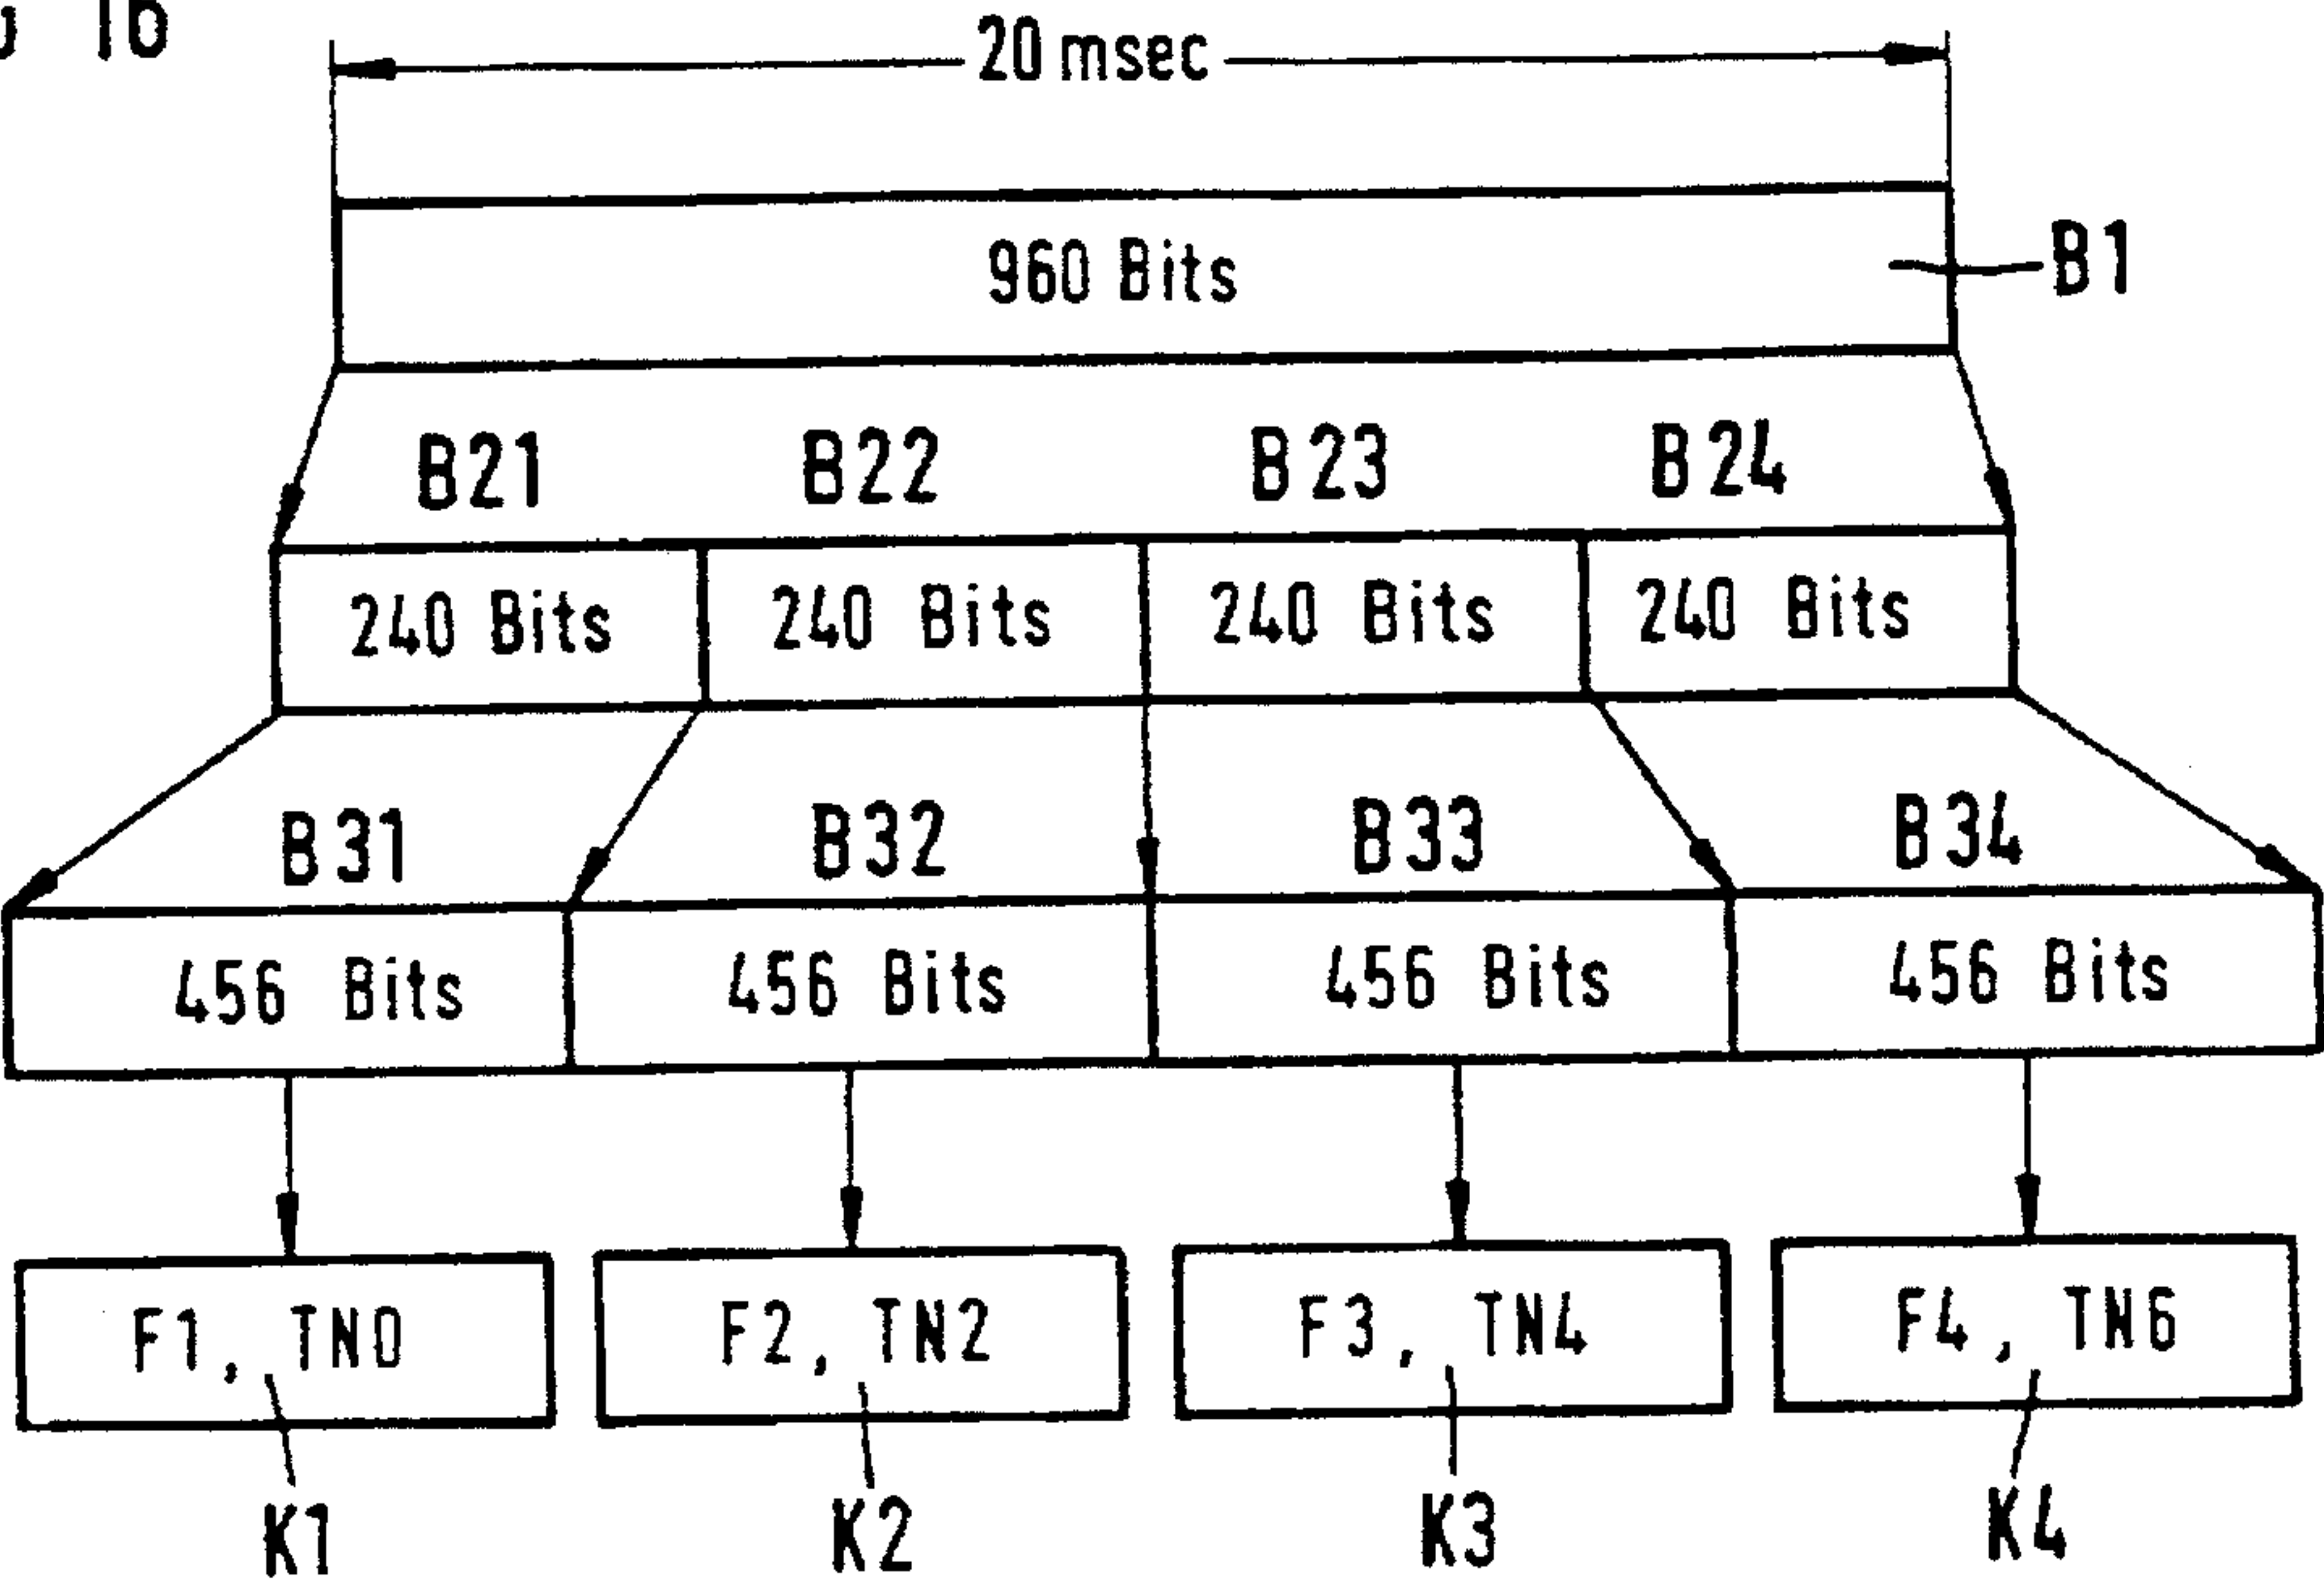 1b
20 msec
960 Bits
B1
B21 B22 B23 B24
240 Bits 240 Bits 240 Bits 240 Bits
B31 B32 B33 B34
456 Bits 456 Bits 456 Bits 456 Bits
F1, TN0 F2, TN2 F3, TN4 F4, TN6
K1 K2 K3 K4